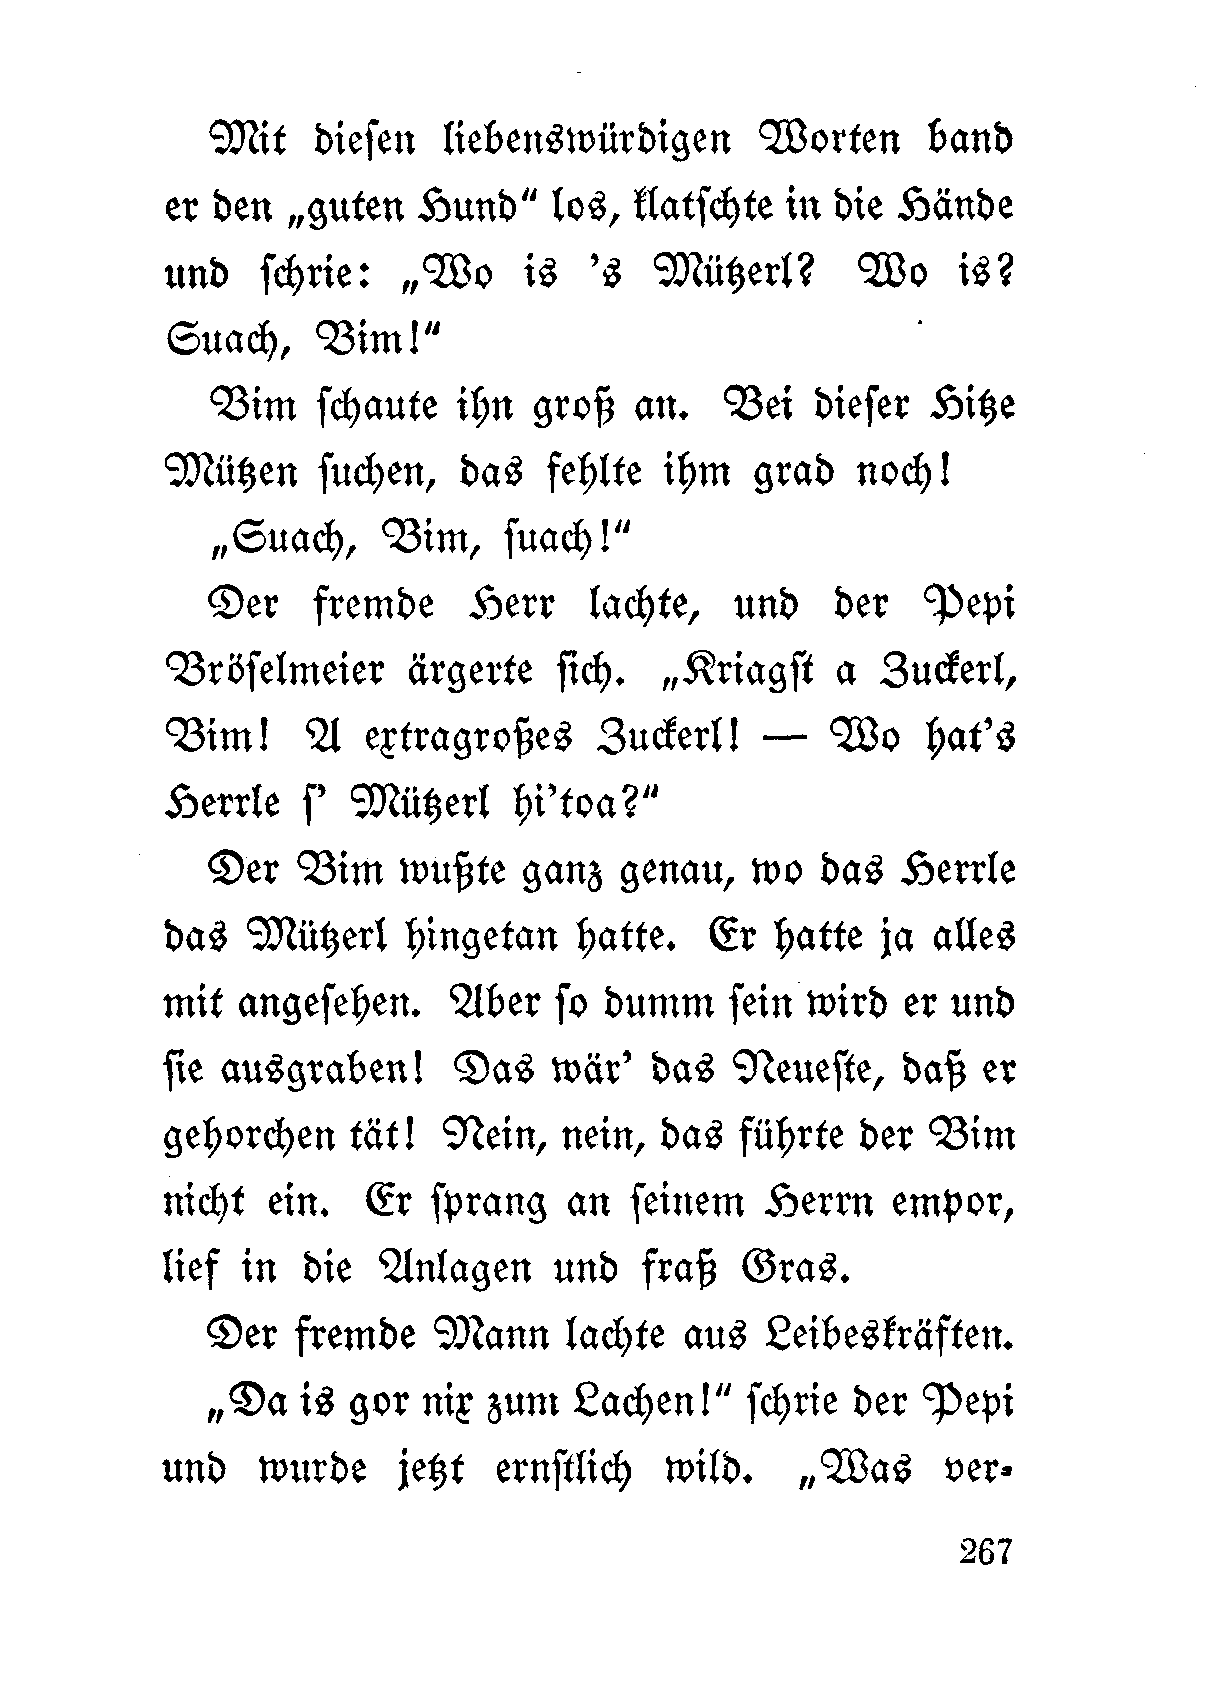 Mit dieſen liebenswürdigen Worten band
er den „guten Hund“ los, klatſchte in die Hände
und ſchrie: „Wo is ’s Mützerl? Wo is?
Suach, Bim!“
Bim ſchaute ihn groß an. Bei dieſer Hitze
Mützen ſuchen, das fehlte ihm grad noch!
„Suach, Bim, ſuach!“
Der fremde Herr lachte, und der Pepi
Bröſelmeier ärgerte ſich. „Kriagſt a Zuckerl,
Bim! A extragroßes Zuckerl! — Wo hat’s
Herrle ſ’ Mützerl hi’toa?“
Der Bim wußte ganz genau, wo das Herrle
das Mützerl hingetan hatte. Er hatte ja alles
mit angeſehen. Aber ſo dumm ſein wird er und
ſie ausgraben! Das wär’ das Neueſte, daß er
gehorchen tät! Nein, nein, das führte der Bim
nicht ein. Er ſprang an ſeinem Herrn empor,
lief in die Anlagen und fraß Gras.
Der fremde Mann lachte aus Leibeskräften.
„Da is gor nix zum Lachen!“ ſchrie der Pepi
und wurde jetzt ernſtlich wild. „Was ver-
267